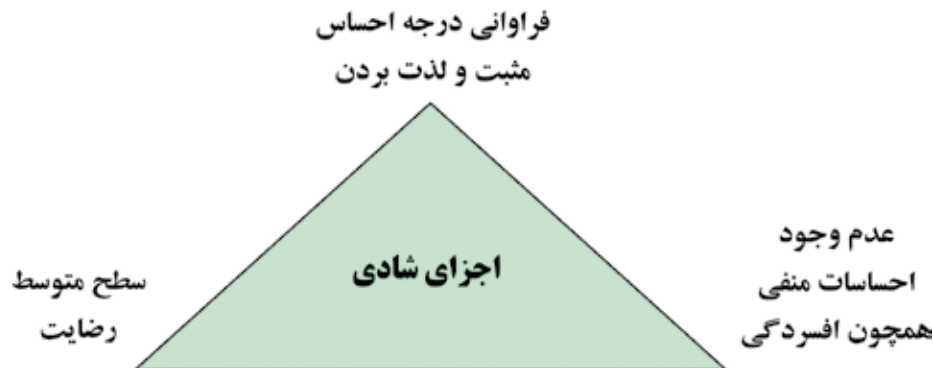 فراوانی درجه احساس
مثبت و لذت بردن
عدم وجود
احساسات منفی
همچون افسردگی
اجزای شادی
سطح متوسط
رضایت